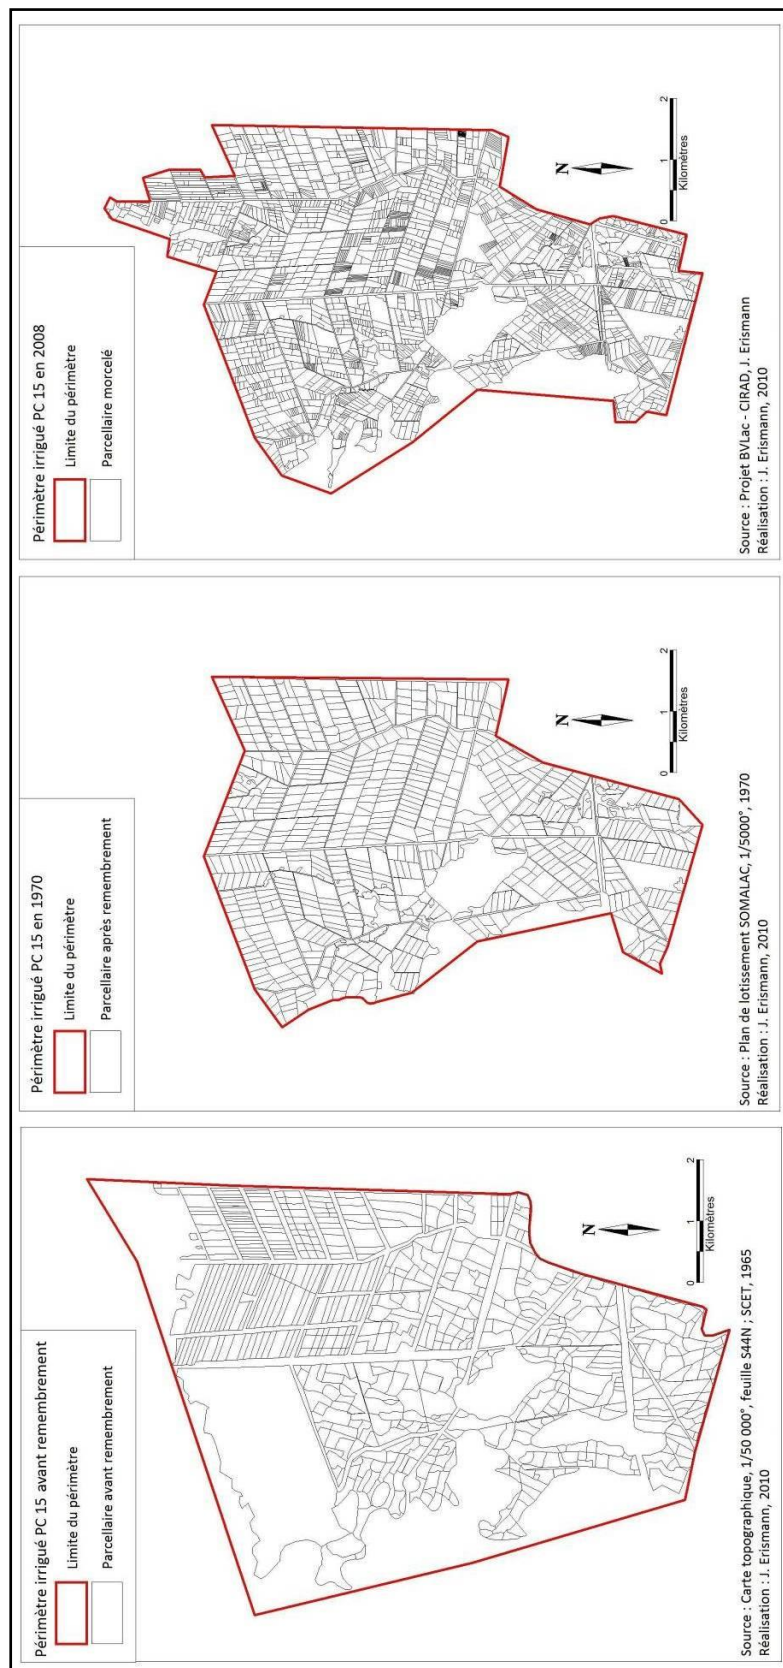 Périmètre irrigué PC 15 avant remembrement
Limite du périmètre
Parcellaire avant remembrement
N
0 1 2
Kilomètres
Source : Carte topographique, 1/50 000°, feuille S44N ; SCET, 1965
Réalisation : J. Erismann, 2010
Périmètre irrigué PC 15 en 1970
Limite du périmètre
Parcellaire après remembrement
N
0 1 2
Kilomètres
Source : Plan de lotissement SOMALAC, 1/5000°, 1970
Réalisation : J. Erismann, 2010
Périmètre irrigué PC 15 en 2008
Limite du périmètre
Parcellaire morcelé
N
0 1 2
Kilomètres
Source : Projet BVLac - CIRAD, J. Erismann
Réalisation : J. Erismann, 2010